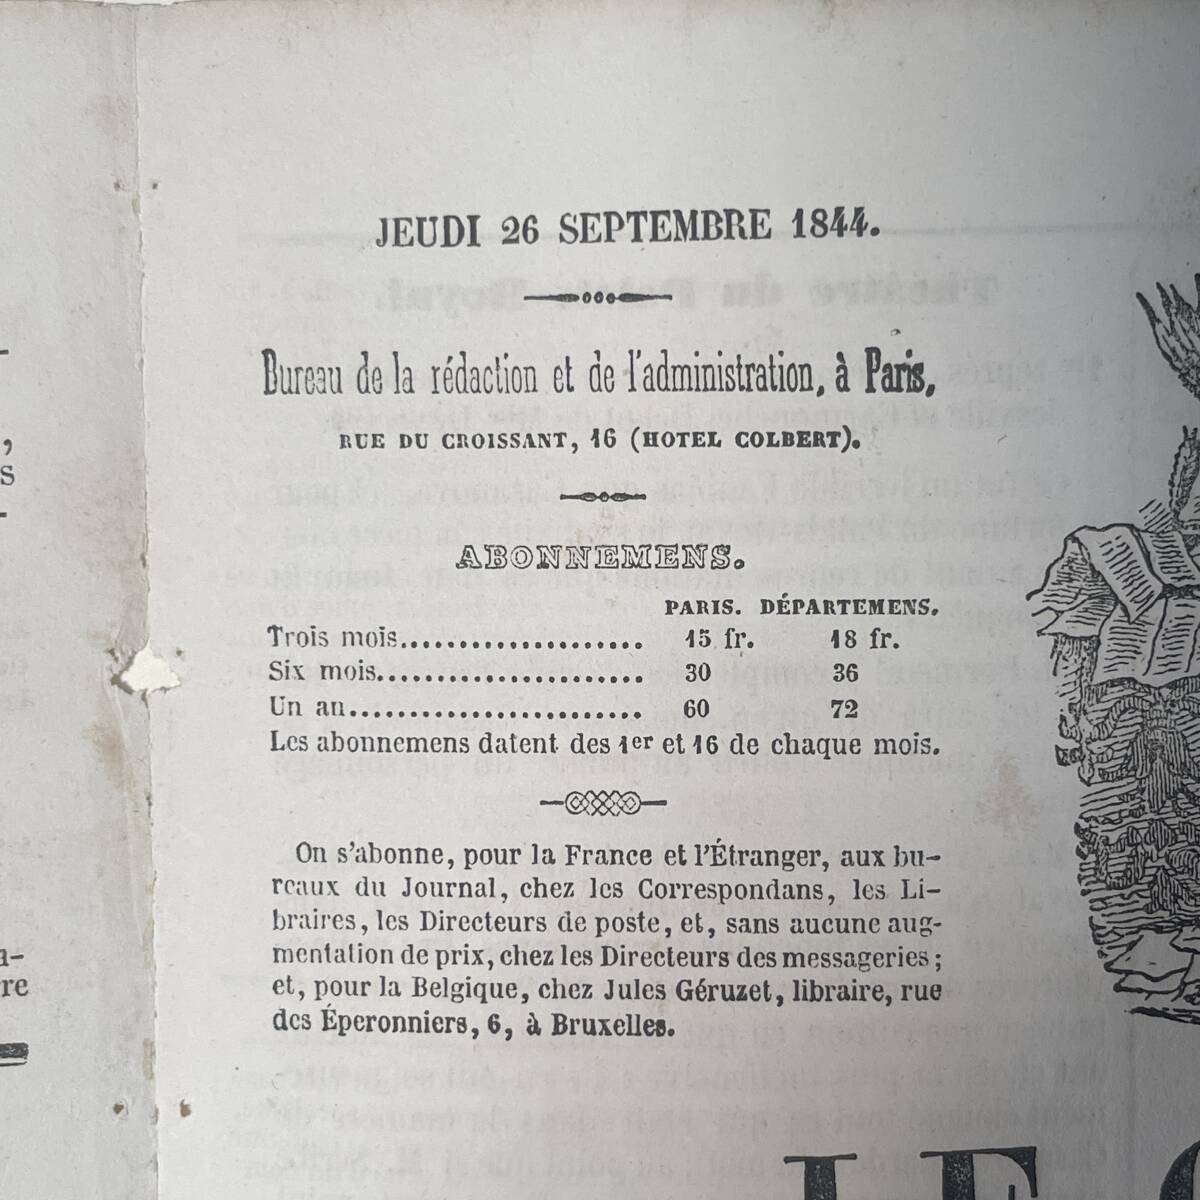 JEUDI 26 SEPTEMBRE 1844.
Bureau de la rédaction et de l'administration, à Paris,
RUE DU CROISSANT, 16 (HOTEL COLBERT).
ABONNEMENS.
PARIS. DÉPARTEMENS.
Trois mois..................... 15 fr. 18 fr.
Six mois....................... 30 36
Un an......................... 60 72
Les abonnemens datent des 1er et 16 de chaque mois.
On s'abonne, pour la France et l'Étranger, aux bu-
reaux du Journal, chez les Correspondans, les Li-
braires, les Directeurs de poste, et, sans aucune aug-
mentation de prix, chez les Directeurs des messageries;
et, pour la Belgique, chez Jules Géruzet, libraire, rue
des Éperonniers, 6, à Bruxelles.
LE